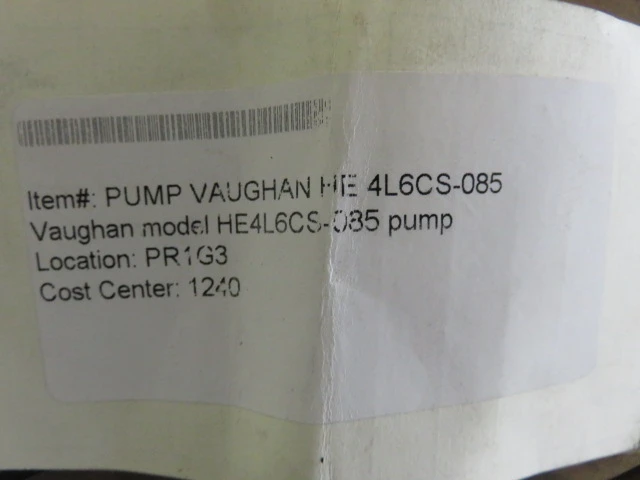 Item#: PUMP VAUGHAN HE 4L6CS-085
Vaughan model HE4L6CS-085 pump
Location: PR1G3
Cost Center: 1240